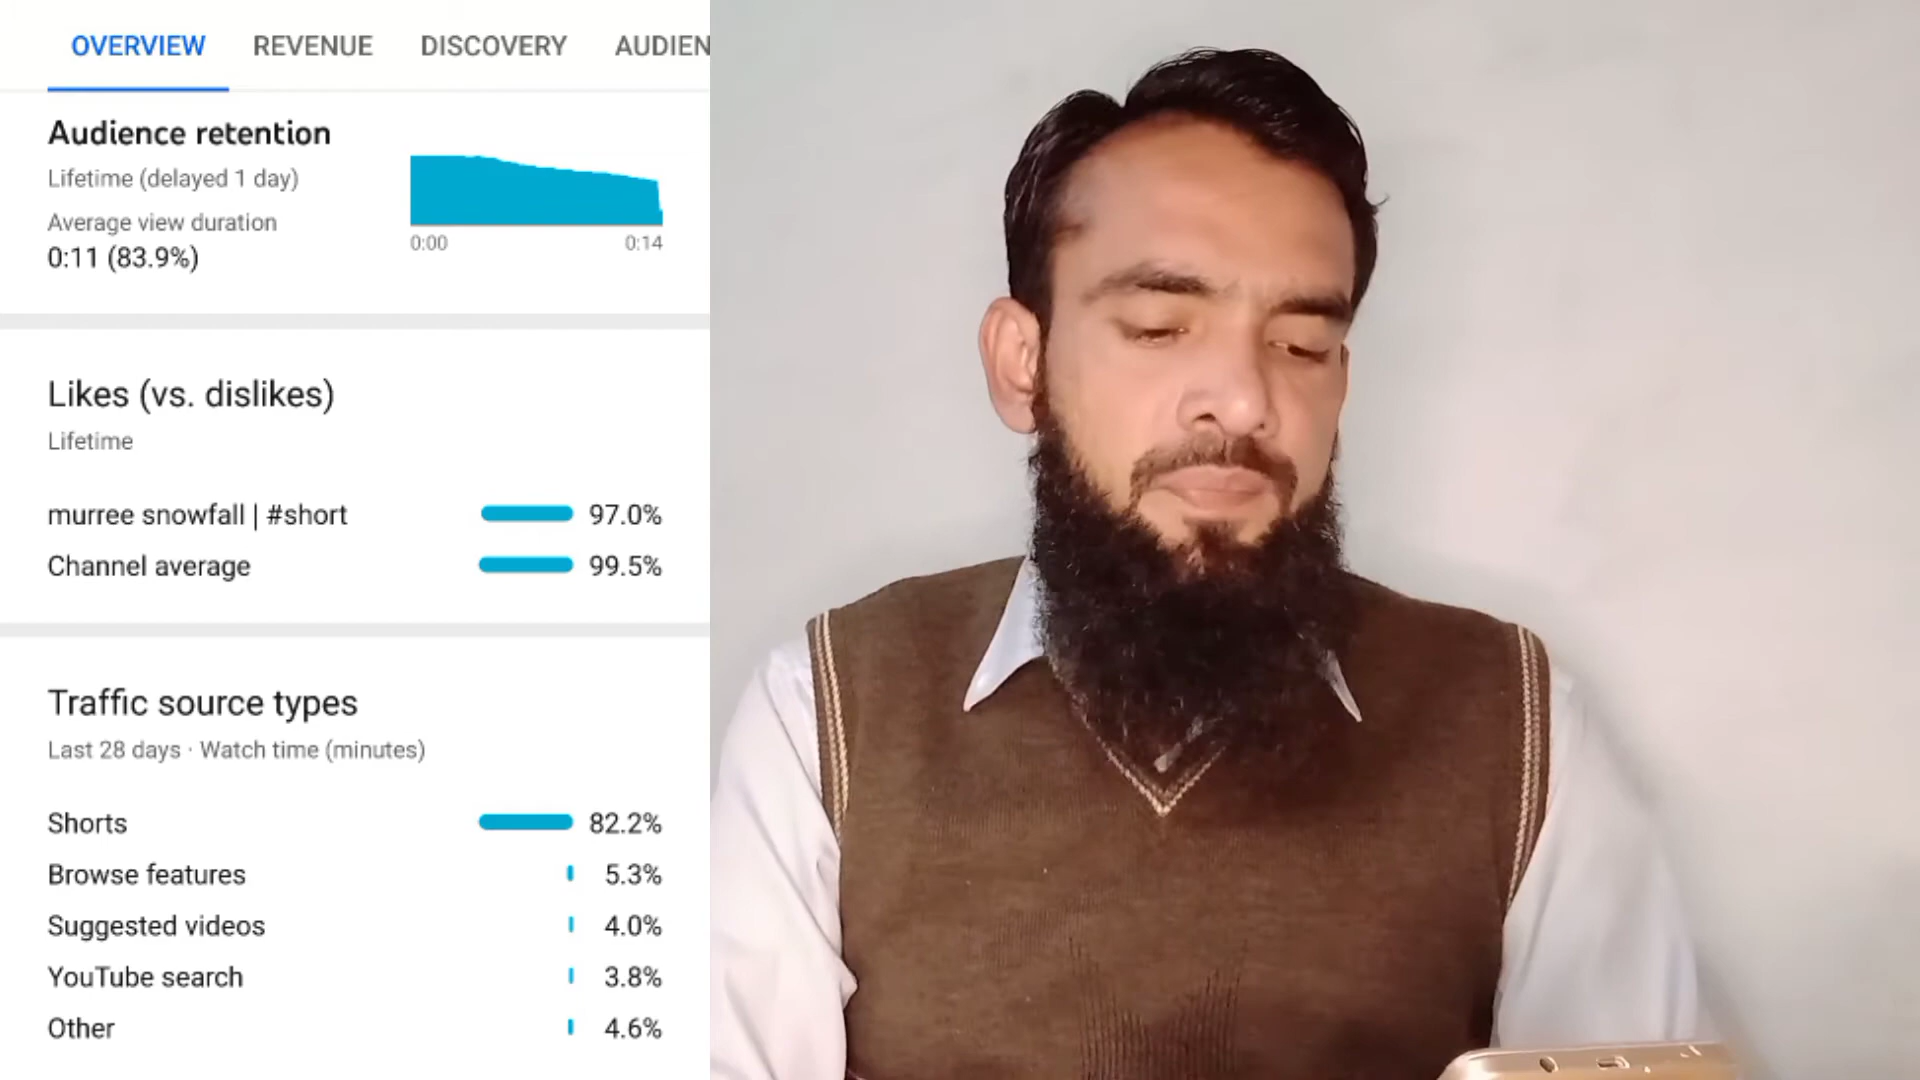 OVERVIEW REVENUE DISCOVERY AUDIEN
Audience retention
Lifetime (delayed 1 day)
Average view duration
0:11 (83.9%)
0:00 0:14
Likes (vs. dislikes)
Lifetime
murree snowfall | #short 97.0%
Channel average 99.5%
Traffic source types
Last 28 days · Watch time (minutes)
Shorts 82.2%
Browse features 5.3%
Suggested videos 4.0%
YouTube search 3.8%
Other 4.6%